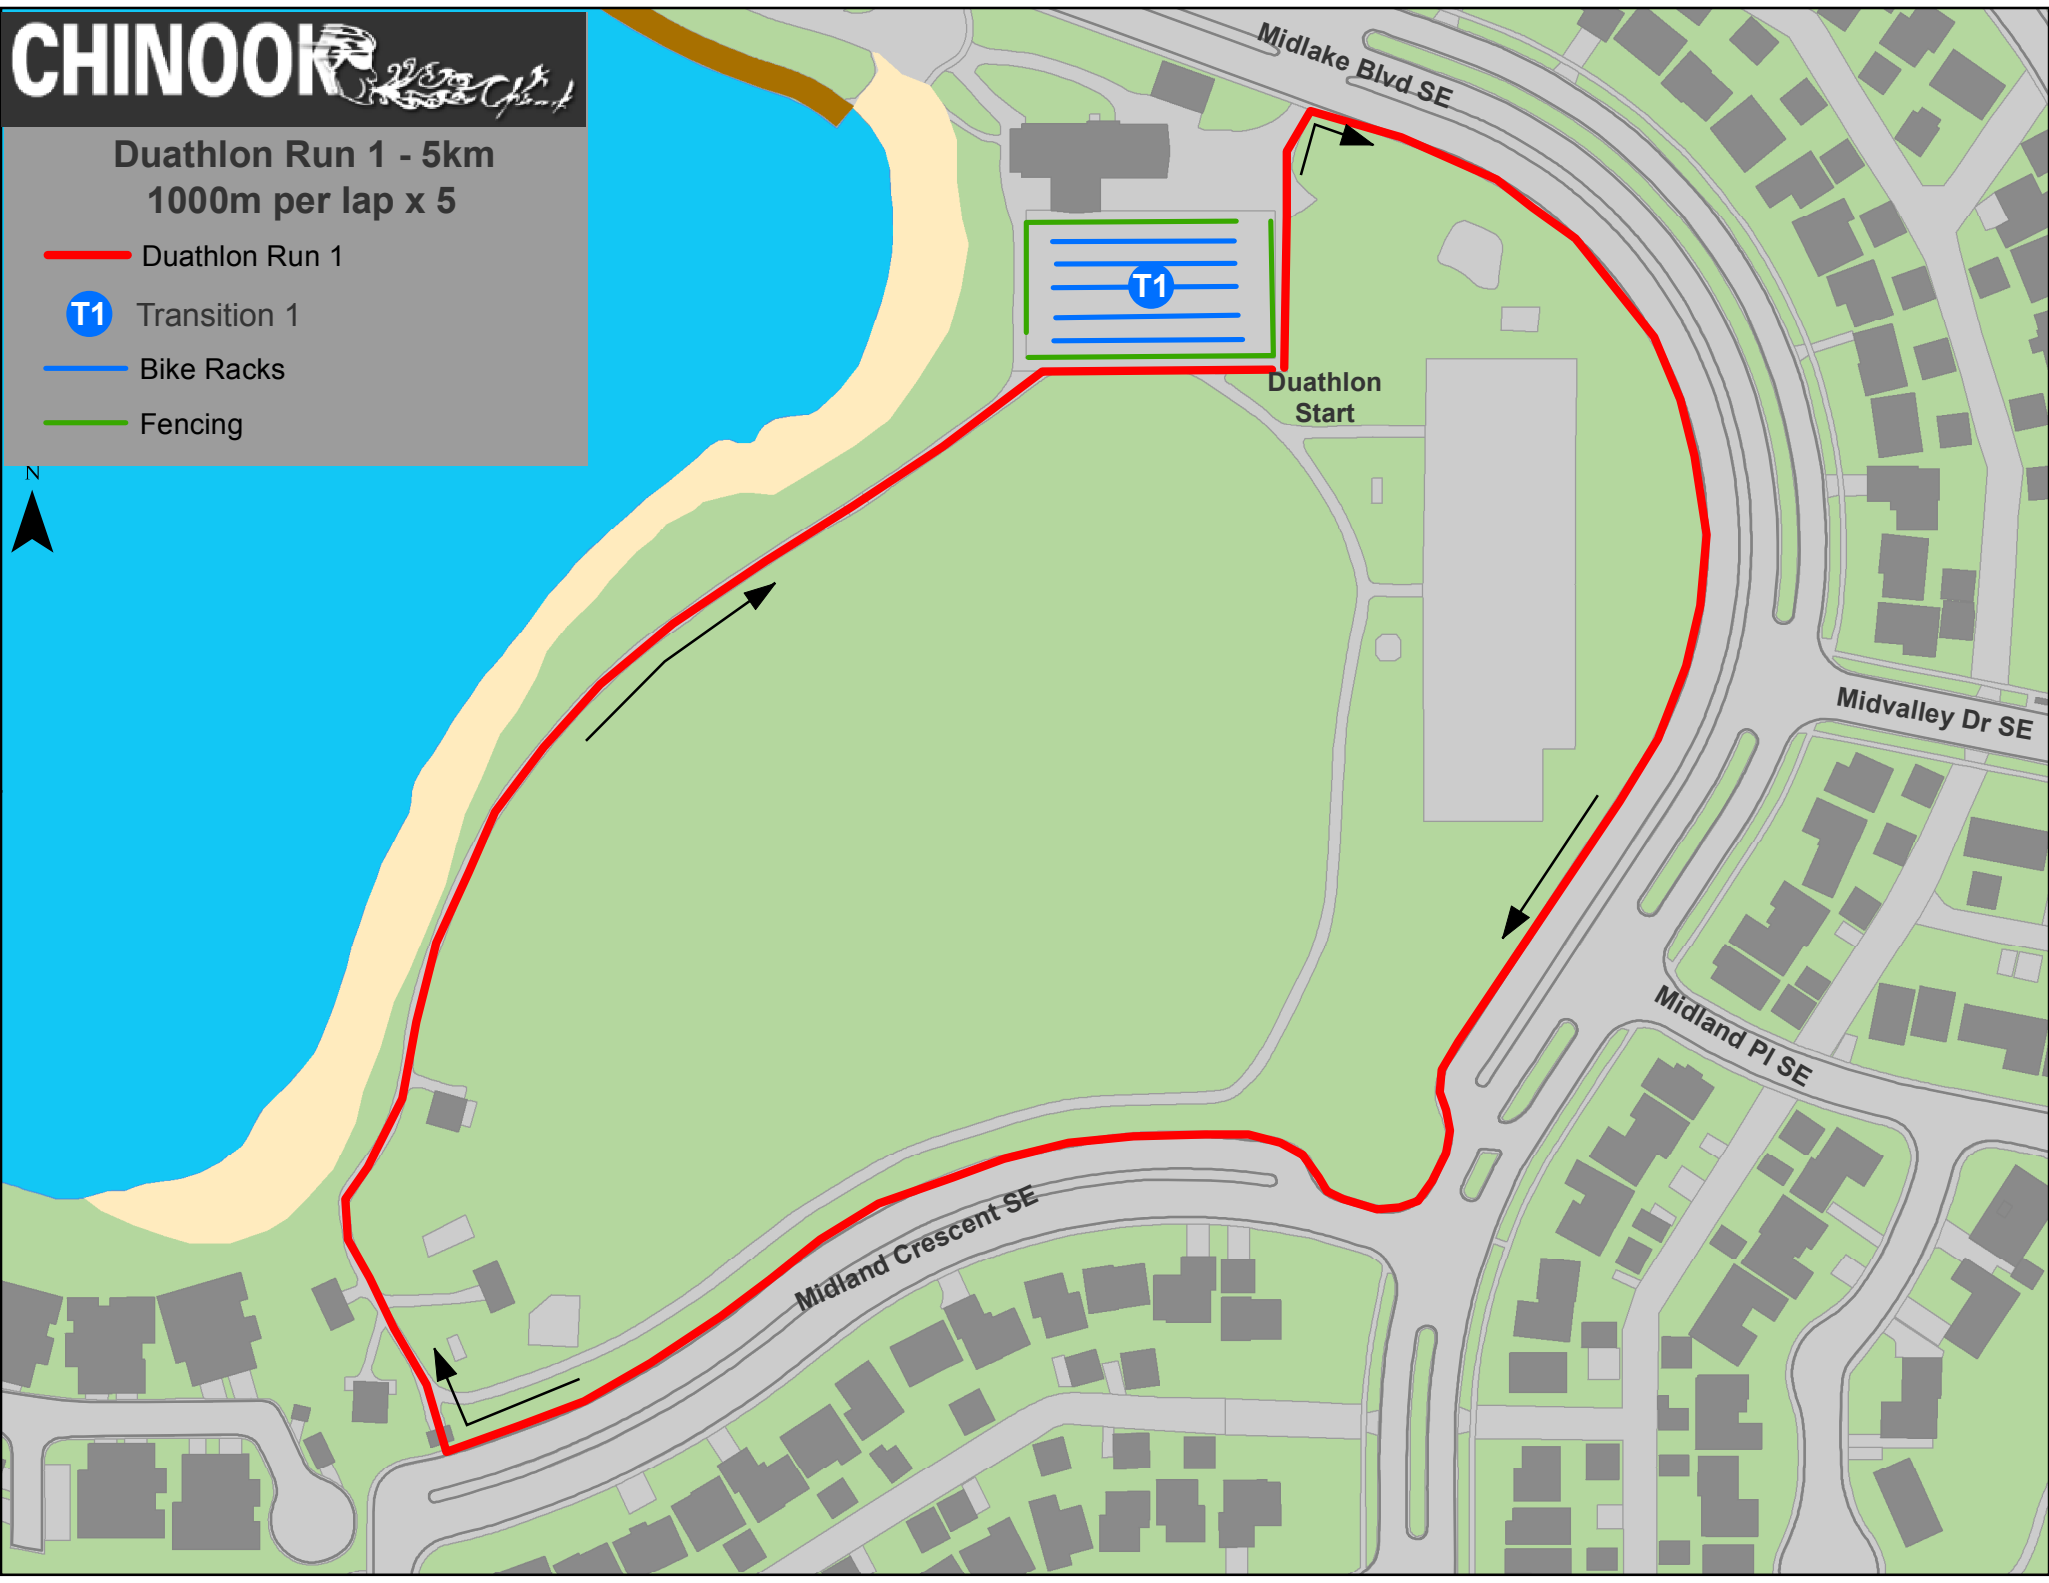 CHINOOK
Duathlon Run 1 - 5km
1000m per lap x 5
Duathlon Run 1
T1 Transition 1
Bike Racks
Fencing
N
Midlake Blvd SE
T1
Duathlon
Start
Midvalley Dr SE
Midland Pl SE
Midland Crescent SE